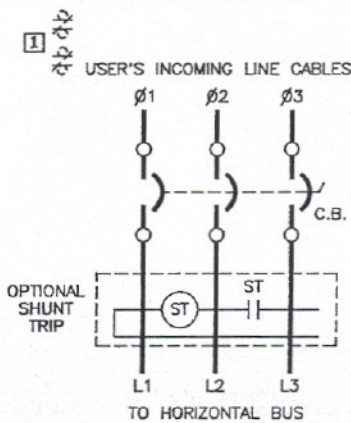 1
USER'S INCOMING LINE CABLES
Ø1 Ø2 Ø3
C.B.
OPTIONAL
SHUNT
TRIP
ST
ST
L1 L2 L3
TO HORIZONTAL BUS